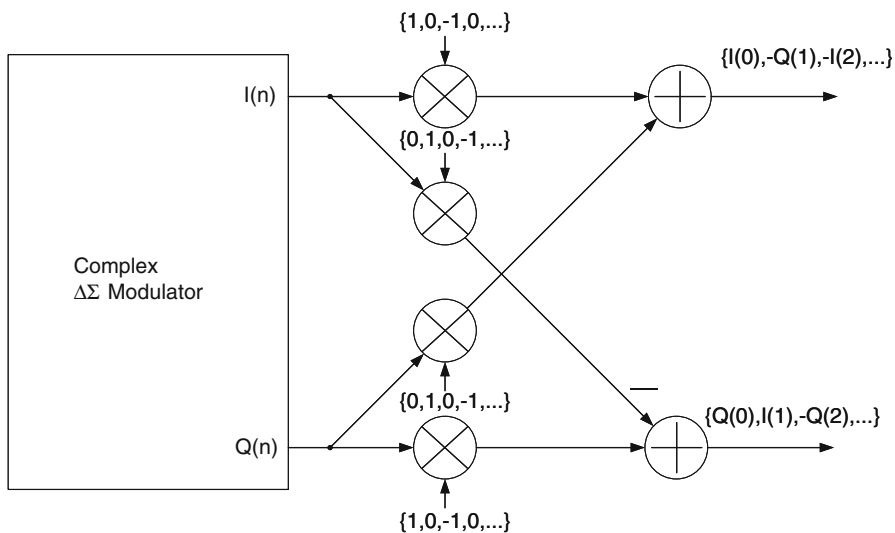 {1,0,-1,0,...}
{I(0),-Q(1),-I(2),...}
I(n)
{0,1,0,-1,...}
Complex
ΔΣ Modulator
{0,1,0,-1,...}
{Q(0),I(1),-Q(2),...}
Q(n)
{1,0,-1,0,...}